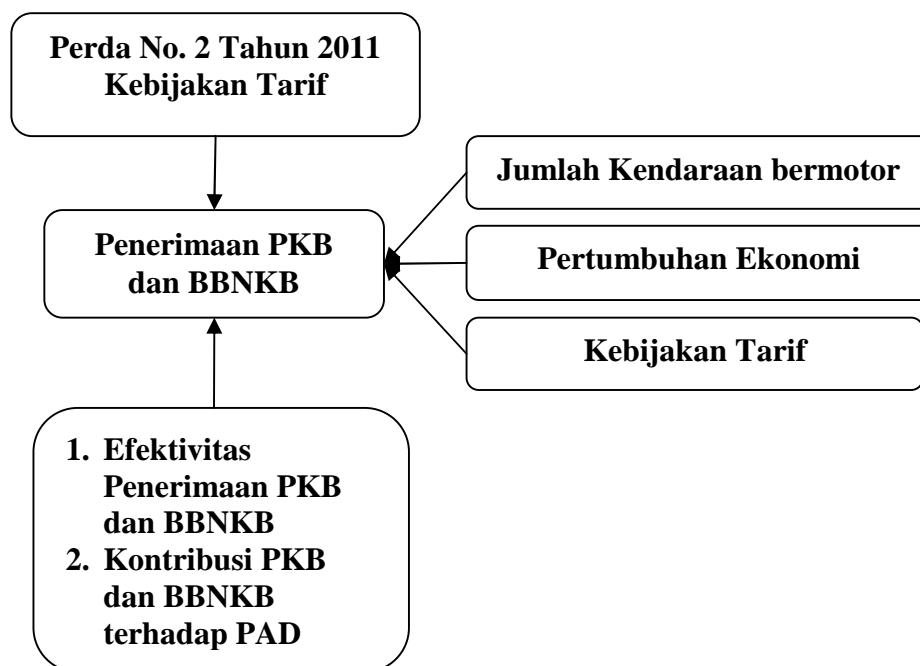 Perda No. 2 Tahun 2011
Kebijakan Tarif
Jumlah Kendaraan bermotor
Penerimaan PKB
dan BBNKB
Pertumbuhan Ekonomi
Kebijakan Tarif
1. Efektivitas
Penerimaan PKB
dan BBNKB
2. Kontribusi PKB
dan BBNKB
terhadap PAD